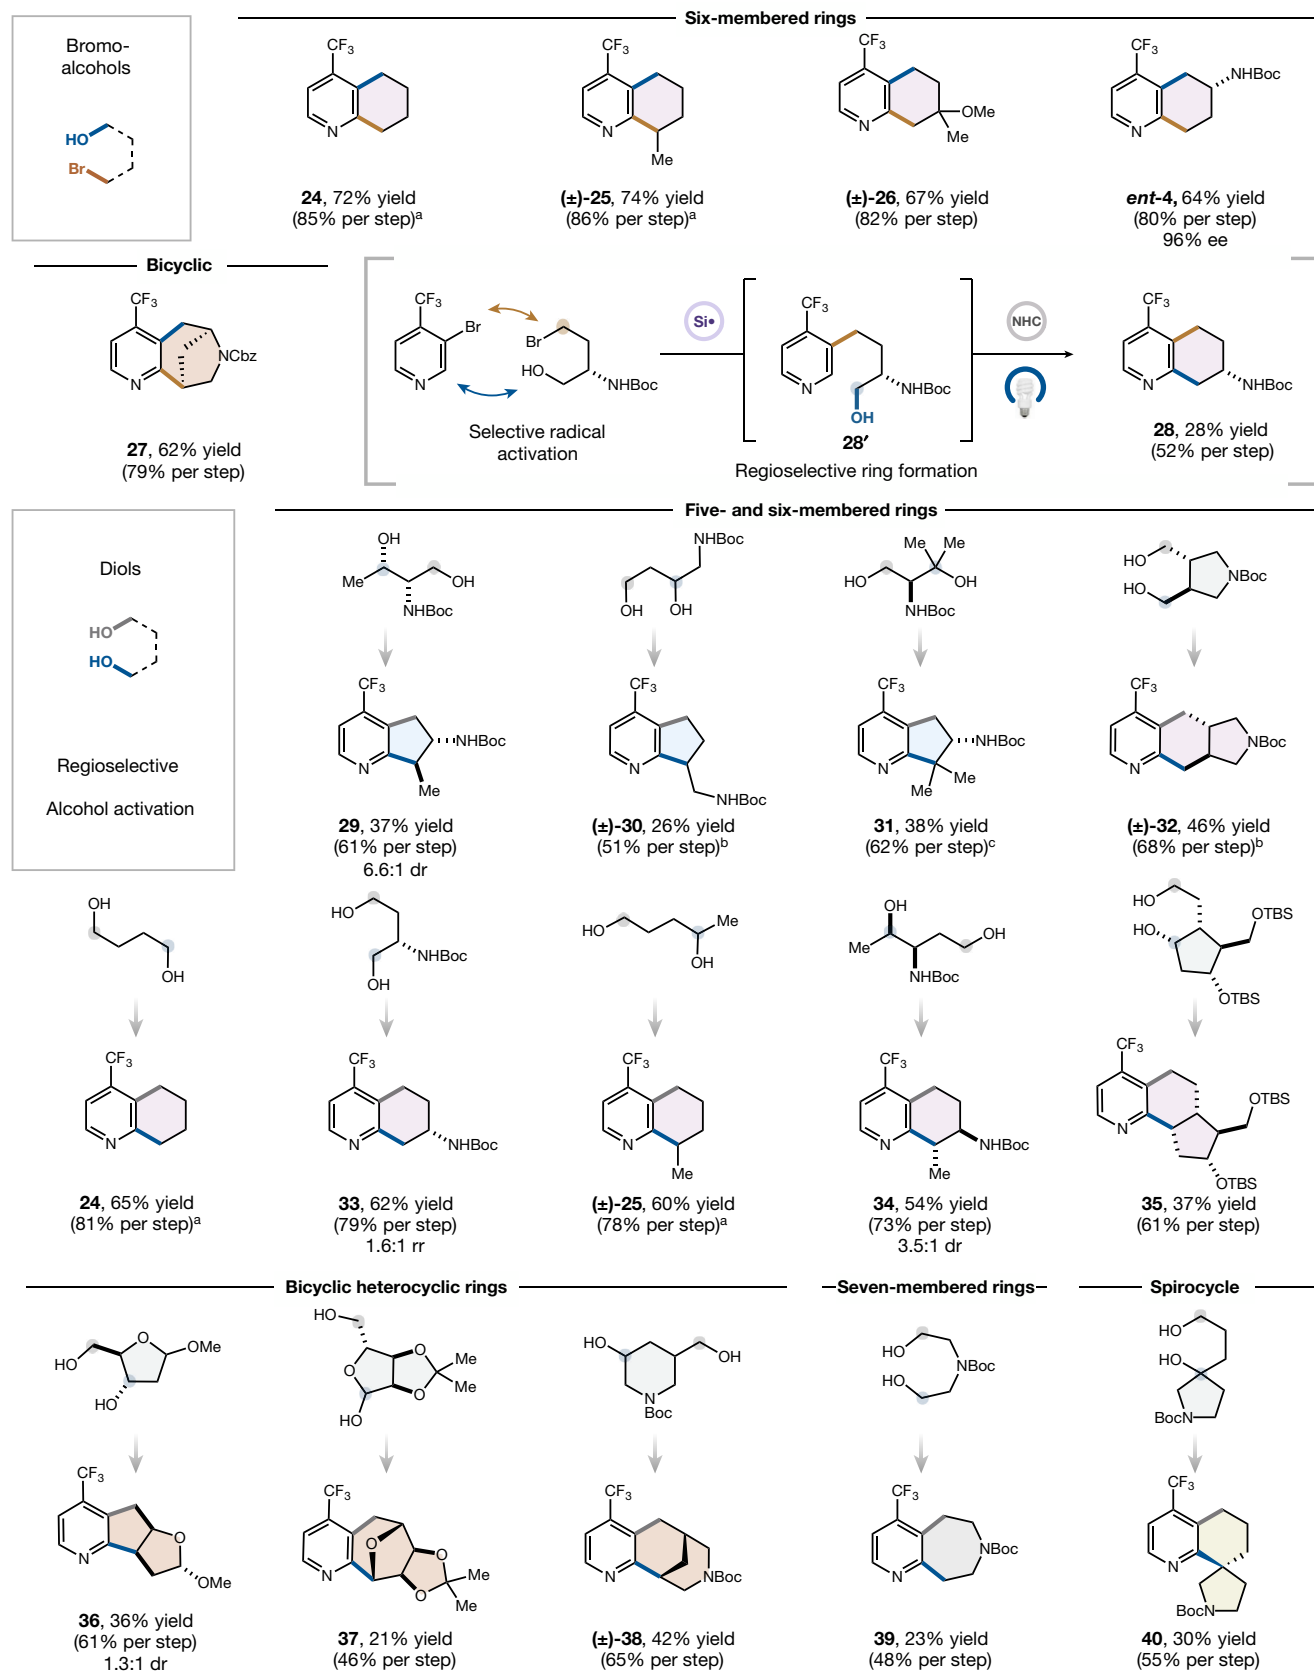 Six-membered rings
Bromo-
alcohols
HO
Br
CF3
N
24, 72% yield
(85% per step)a
CF3
N
Me
(±)-25, 74% yield
(86% per step)a
CF3
N
OMe
Me
(±)-26, 67% yield
(82% per step)
CF3
N
NHBoc
ent-4, 64% yield
(80% per step)
96% ee
Bicyclic
CF3
N
NCbz
27, 62% yield
(79% per step)
CF3
Br
N
Br
HO
NHBoc
Selective radical
activation
Si•
CF3
N
NHBoc
OH
28′
Regioselective ring formation
NHC
CF3
N
NHBoc
28, 28% yield
(52% per step)
Five- and six-membered rings
Diols
HO
HO
Regioselective
Alcohol activation
OH
Me
OH
NHBoc
CF3
NHBoc
N
Me
29, 37% yield
(61% per step)
6.6:1 dr
NHBoc
OH
OH
CF3
N
NHBoc
(±)-30, 26% yield
(51% per step)b
Me
Me
HO
OH
NHBoc
CF3
NHBoc
N
Me
Me
31, 38% yield
(62% per step)c
HO
HO
NBoc
CF3
NBoc
N
(±)-32, 46% yield
(68% per step)b
OH
OH
CF3
N
24, 65% yield
(81% per step)a
HO
NHBoc
OH
CF3
N
NHBoc
33, 62% yield
(79% per step)
1.6:1 rr
HO
Me
OH
CF3
N
Me
(±)-25, 60% yield
(78% per step)a
OH
Me
OH
NHBoc
CF3
N
NHBoc
Me
34, 54% yield
(73% per step)
3.5:1 dr
HO
HO
OTBS
OTBS
CF3
N
OTBS
OTBS
35, 37% yield
(61% per step)
Bicyclic heterocyclic rings
Seven-membered rings
Spirocycle
O
OMe
HO
HO
CF3
N
O
OMe
36, 36% yield
(61% per step)
1.3:1 dr
HO
O
O
O
Me
Me
HO
CF3
N
O
O
O
Me
Me
37, 21% yield
(46% per step)
HO
OH
N
Boc
CF3
N
NBoc
(±)-38, 42% yield
(65% per step)
HO
HO
NBoc
CF3
N
NBoc
39, 23% yield
(48% per step)
HO
HO
BocN
CF3
N
BocN
40, 30% yield
(55% per step)